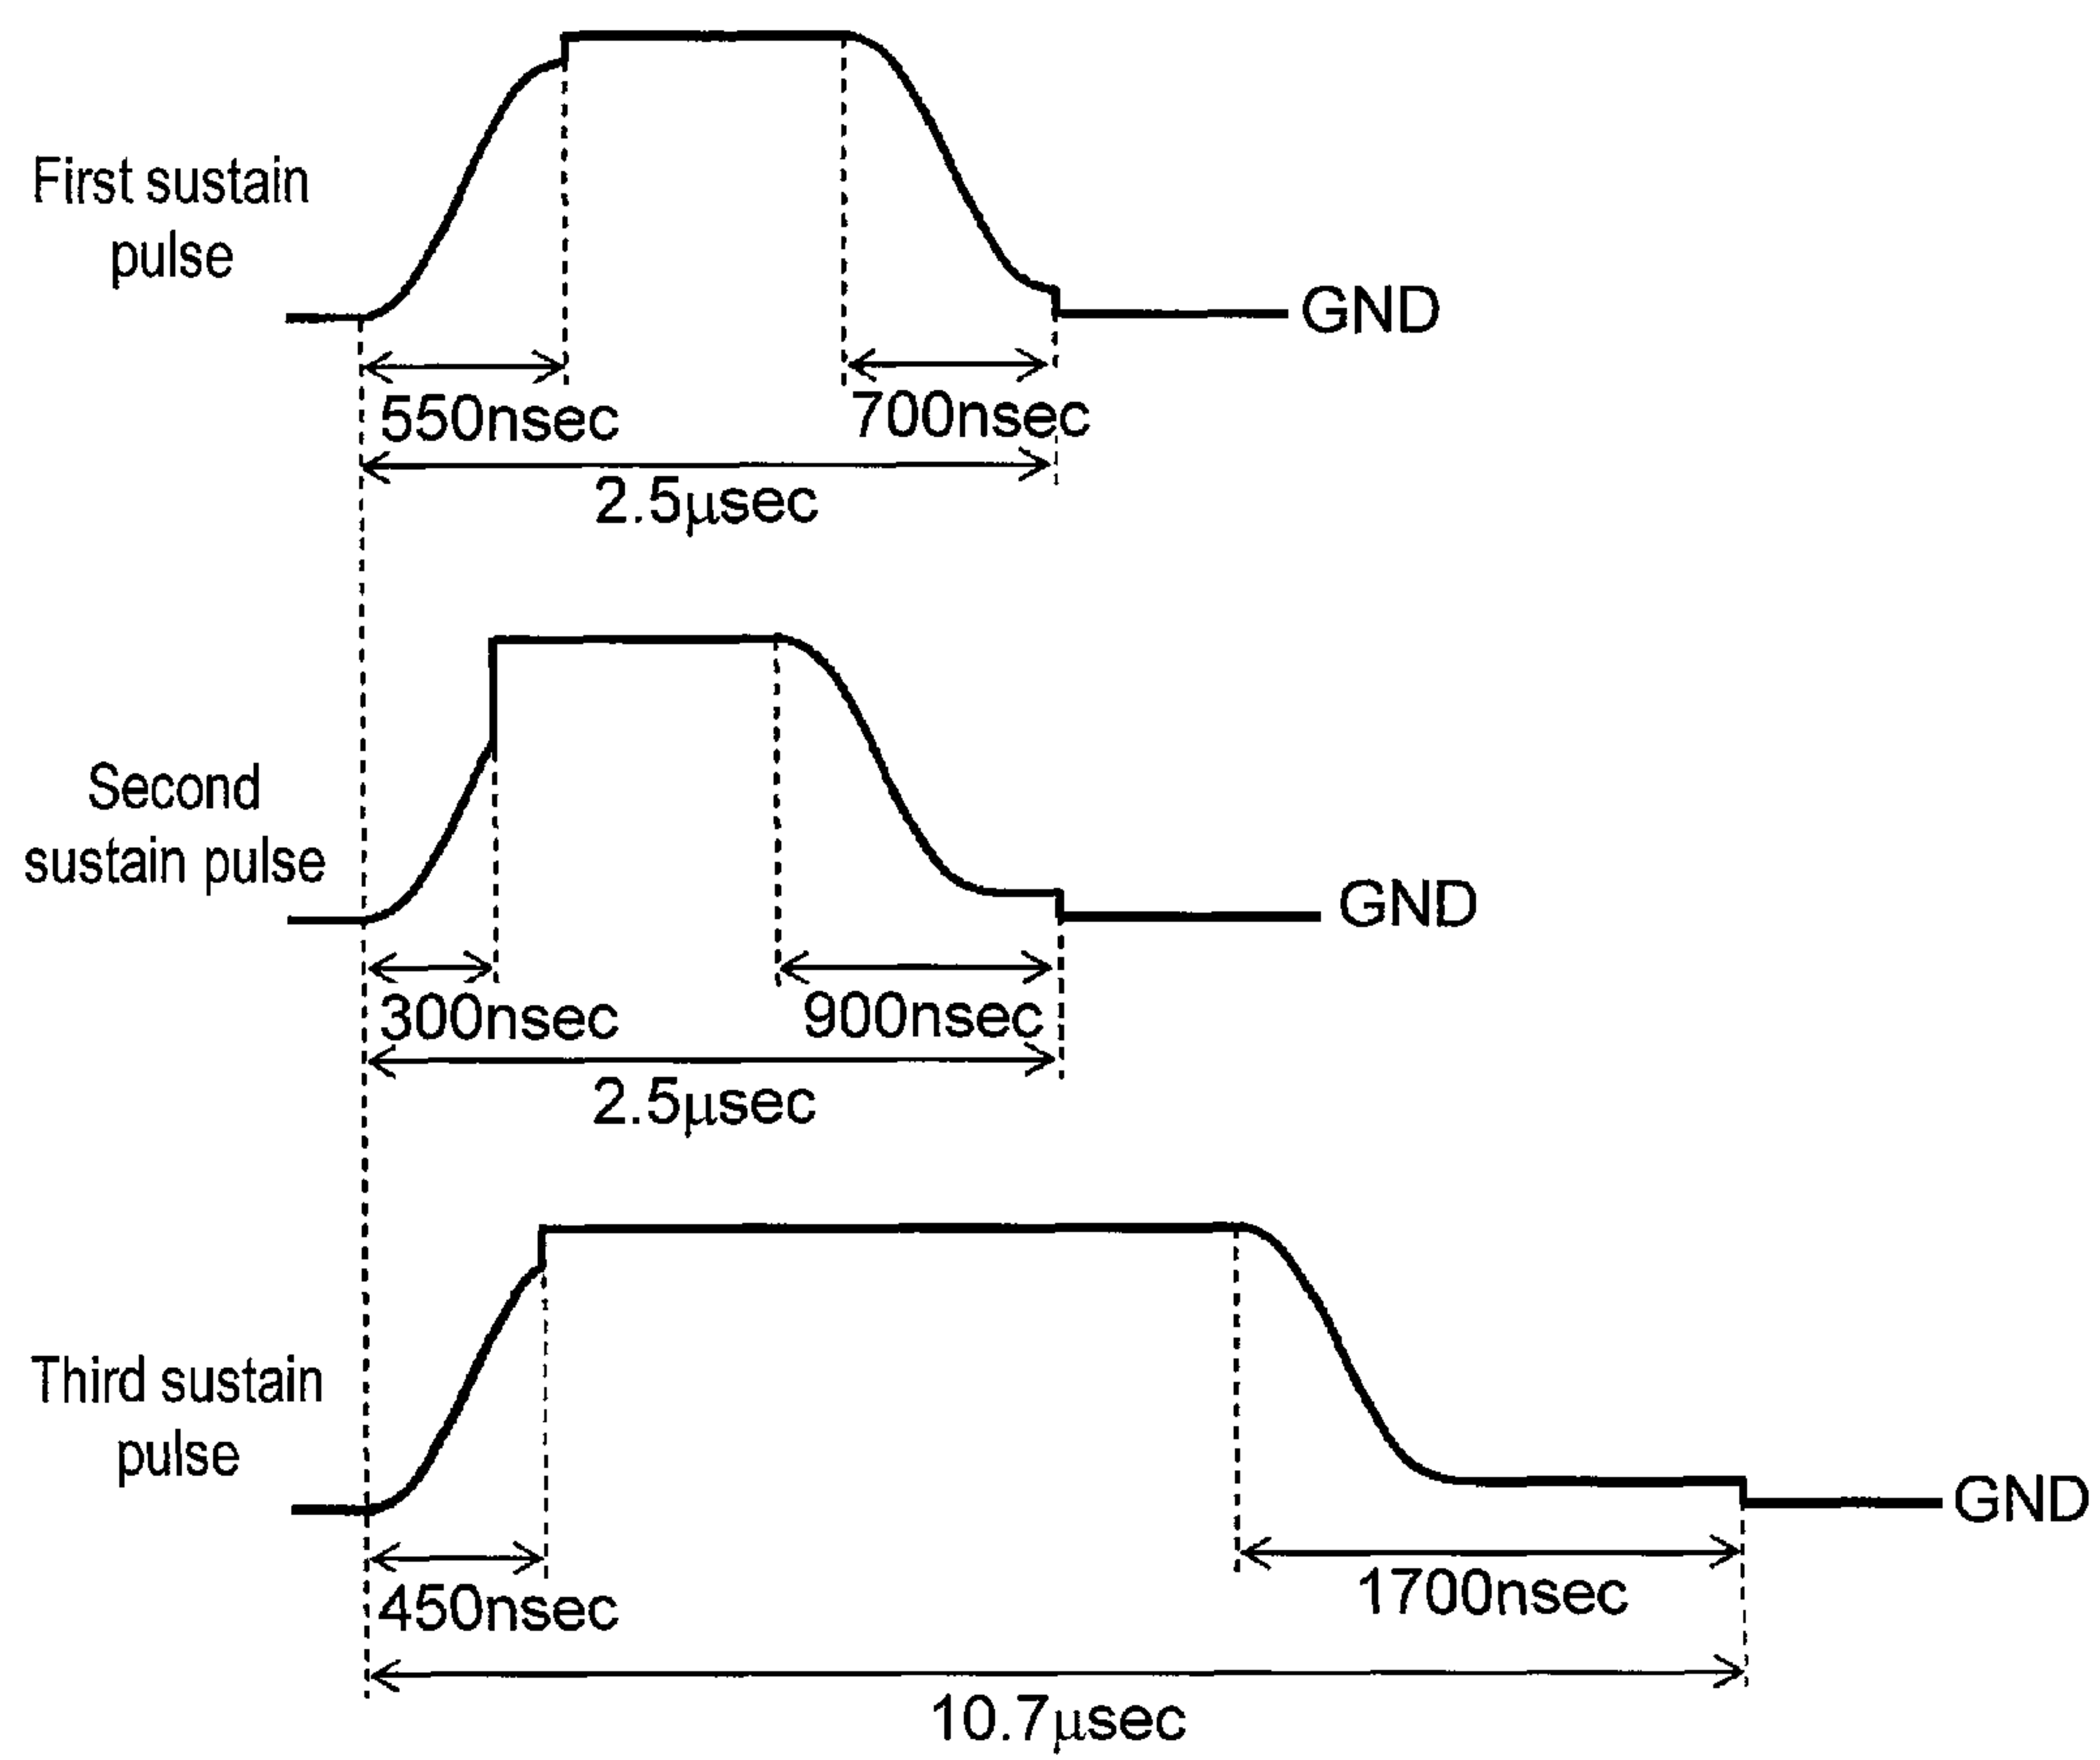 First sustain
pulse
GND
550nsec
700nsec
2.5μsec
Second
sustain pulse
GND
300nsec
900nsec
2.5μsec
Third sustain
pulse
GND
450nsec
1700nsec
10.7μsec